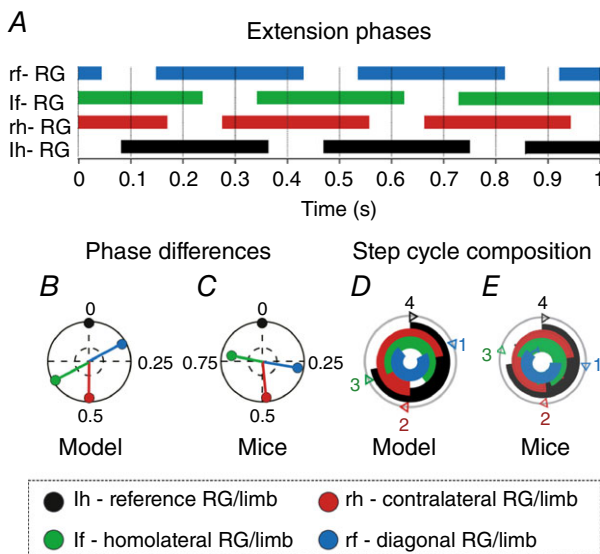 A
Extension phases
rf- RG
lf- RG
rh- RG
lh- RG
0 0.1 0.2 0.3 0.4 0.5 0.6 0.7 0.8 0.9 1
Time (s)
Phase differences
Step cycle composition
B C D E
0 0 4 4
0.25 0.75 0.25 1 3 1
3
0.5 0.5 2 2
Model Mice Model Mice
lh - reference RG/limb
rh - contralateral RG/limb
lf - homolateral RG/limb
rf - diagonal RG/limb